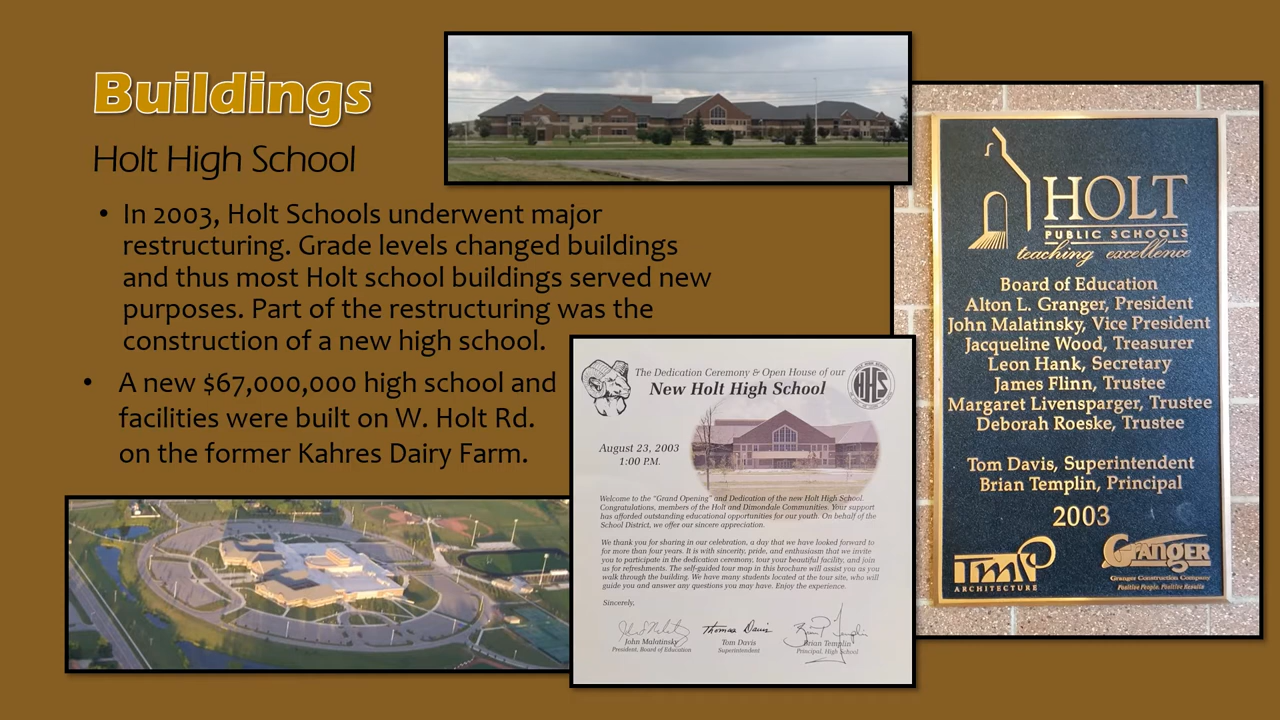 Buildings
Holt High School
• In 2003, Holt Schools underwent major
restructuring. Grade levels changed buildings
and thus most Holt school buildings served new
purposes. Part of the restructuring was the
construction of a new high school.
• A new $67,000,000 high school and
facilities were built on W. Holt Rd.
on the former Kahres Dairy Farm.
The Dedication Ceremony & Open House of our
New Holt High School
HHS
August 23, 2003
1:00 P.M.
Welcome to the "Grand Opening" and Dedication of the new Holt High School.
Congratulations, members of the Holt and Dimondale Communities. Your support
has afforded outstanding educational opportunities for our youth. On behalf of the
School District, we offer our sincere appreciation.
We thank you for sharing in our celebration, a day that we have looked forward to
for more than four years. It is with sincerity, pride, and enthusiasm that we invite
you to participate in the dedication ceremony, tour your beautiful facility, and join
us for refreshments. The self-guided tour map in this brochure will assist you as you
walk through the building. We have many students located at the tour site, who will
guide you and answer any questions you may have. Enjoy the experience.
Sincerely,
Thomas Davis
John Malatinsky
President, Board of Education
Tom Davis
Superintendent
Brian Templin
Principal, High School
HOLT
PUBLIC SCHOOLS
teaching excellence
Board of Education
Alton L. Granger, President
John Malatinsky, Vice President
Jacqueline Wood, Treasurer
Leon Hank, Secretary
James Flinn, Trustee
Margaret Livensparger, Trustee
Deborah Roeske, Trustee
Tom Davis, Superintendent
Brian Templin, Principal
2003
TMP
ARCHITECTURE
GRANGER
Granger Construction Company
Positive People. Positive Results